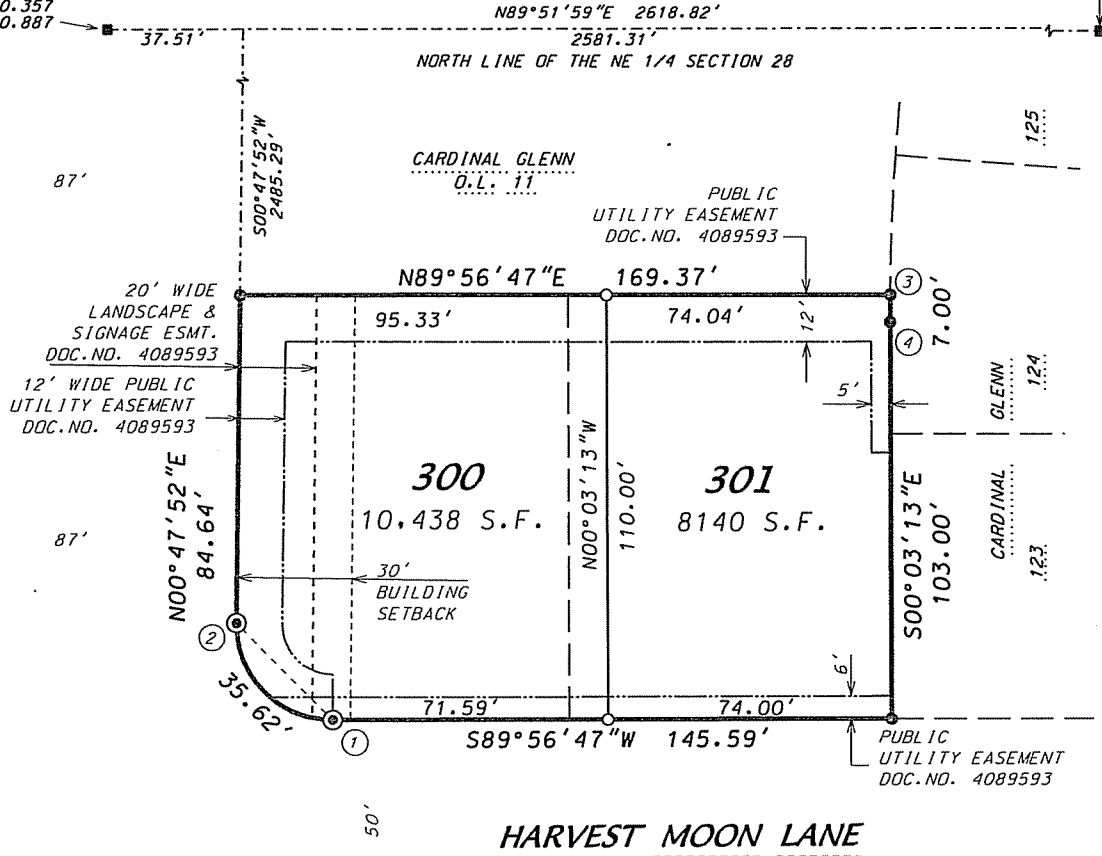 0.357
0.887
N89°51'59"E 2618.82'
37.51'
2581.31'
NORTH LINE OF THE NE 1/4 SECTION 28
S00°47'52"W
2485.29'
87'
CARDINAL GLENN
O.L. 11
125
PUBLIC
UTILITY EASEMENT
DOC.NO. 4089593
N89°56'47"E 169.37'
3
20' WIDE
LANDSCAPE &
SIGNAGE ESMT.
DOC.NO. 4089593
95.33'
74.04'
12'
7.00'
4
12' WIDE PUBLIC
UTILITY EASEMENT
DOC.NO. 4089593
5'
GLENN
124
300
10,438 S.F.
N00°03'13"W
110.00'
301
8140 S.F.
N00°47'52"E
84.64'
S00°03'13"E
103.00'
CARDINAL
123
87'
30'
BUILDING
SETBACK
2
35.62'
6'
71.59'
74.00'
1
S89°56'47"W 145.59'
PUBLIC
UTILITY EASEMENT
DOC.NO. 4089593
50'
HARVEST MOON LANE